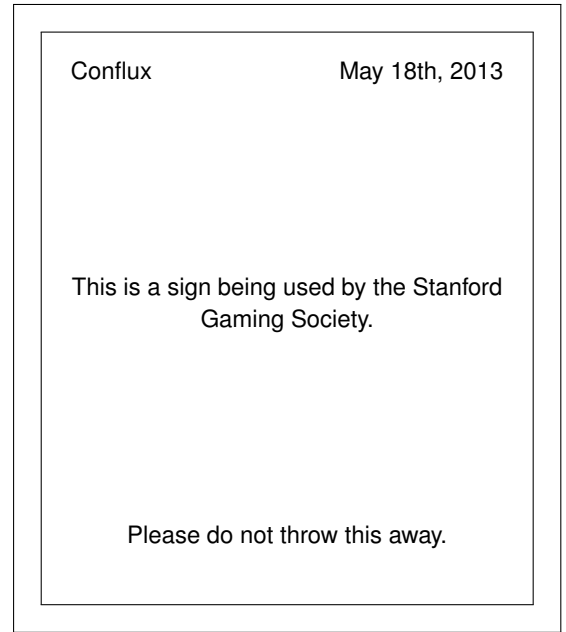 Conflux May 18th, 2013
This is a sign being used by the Stanford
Gaming Society.
Please do not throw this away.